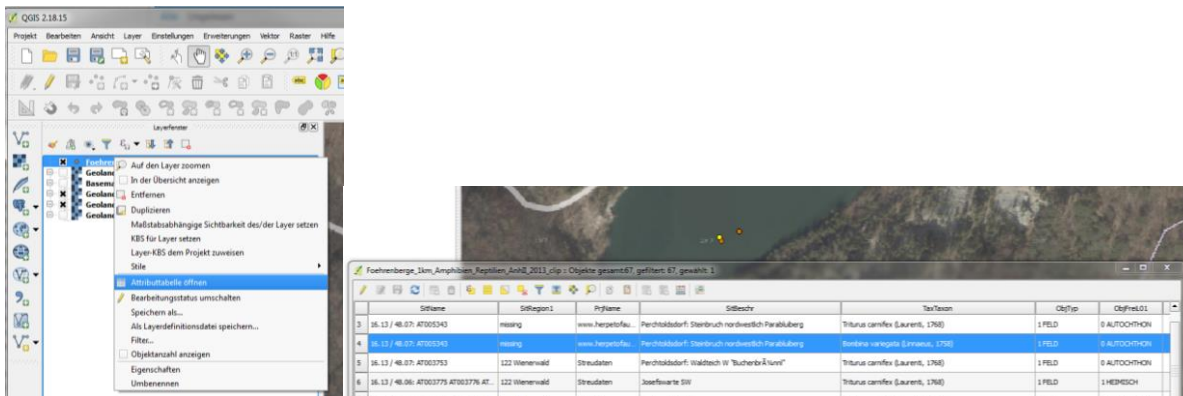 QGIS 2.18.15
Projekt Bearbeiten Ansicht Layer Einstellungen Erweiterungen Vektor Raster Hilfe
Layerfenster
Auf den Layer zoomen
In der Übersicht anzeigen
Entfernen
Duplizieren
Maßstabsabhängige Sichtbarkeit des/der Layer setzen
KBS für Layer setzen
Layer-KBS dem Projekt zuweisen
Stile
Attributtabelle öffnen
Bearbeitungsstatus umschalten
Speichern als...
Als Layerdefinitionsdatei speichern...
Filter...
Objektanzahl anzeigen
Eigenschaften
Umbenennen
Foehrenberge_1km_Amphibien_Reptilien_AnhII_2013_clip :: Objekte gesamt:67, gefiltert: 67, gewählt: 1
SitName SitRegion1 PrjName SitBeschr TaxTaxon ObjTyp ObjFreiL01
3 16.13 / 48.07: AT005343 missing www.herpetofau... Perchtoldsdorf: Steinbruch nordwestlich Parabluberg Triturus carnifex (Laurenti, 1768) 1 FELD 0 AUTOCHTHON
4 16.13 / 48.07: AT005343 missing www.herpetofau... Perchtoldsdorf: Steinbruch nordwestlich Parabluberg Bombina variegata (Linnaeus, 1758) 1 FELD 0 AUTOCHTHON
5 16.13 / 48.07: AT003753 122 Wienerwald Streudaten Perchtoldsdorf: Waldteich W "BuchenbrÃ¼nnl" Triturus carnifex (Laurenti, 1768) 1 FELD 0 AUTOCHTHON
6 16.13 / 48.06: AT003775 AT003776 AT... 122 Wienerwald Streudaten Josefswarte SW Triturus carnifex (Laurenti, 1768) 1 FELD 1 HEIMISCH